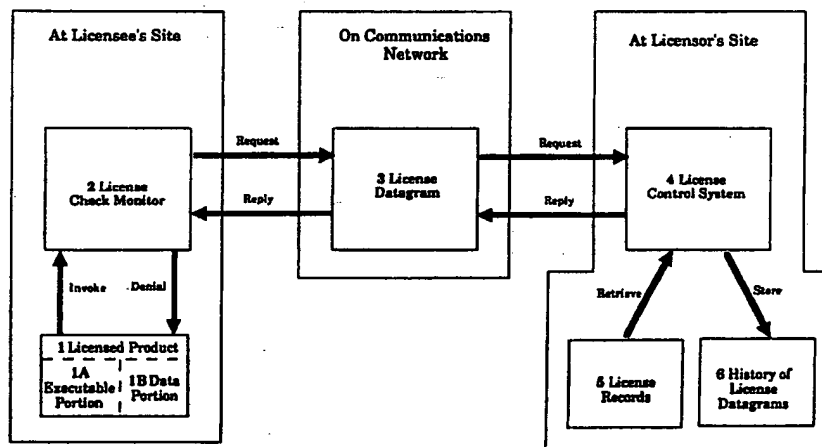 At Licensee's Site
On Communications
Network
At Licensor's Site
Request
Request
2 License
Check Monitor
3 License
Datagram
4 License
Control System
Reply
Reply
Invoke
Denial
Retrieve
Store
1 Licensed Product
1A
Executable
Portion
1B Data
Portion
5 License
Records
6 History of
License
Datagrams